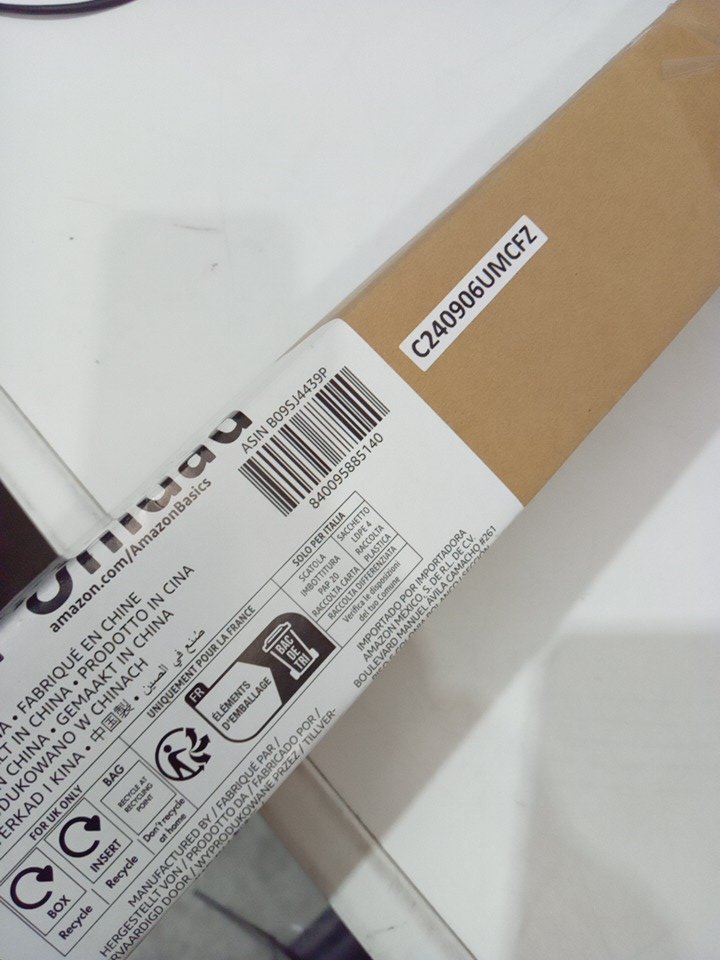 C240906UMCFZ
ASIN B09SJ4439P
840095885140
amazon.com/AmazonBasics
FABRIQUÉ EN CHINE
IN CHINA • PRODOTTO IN CINA
IN CHINA • GEMAAKT IN CHINA
W CHINACH
I KINA • 中国製 • صنع في الصين
SOLO PER ITALIA
SCATOLA
IMBOTTITURA
PAP 20
RACCOLTA CARTA
SACCHETTO
LDPE 4
RACCOLTA
PLASTICA
RACCOLTA DIFFERENZIATA
Verifica le disposizioni
del tuo Comune
UNIQUEMENT POUR LA FRANCE
FR
ÉLÉMENTS
D'EMBALLAGE
BAC
DE
TRI
IMPORTADO POR IMPORTADORA
AMAZON MEXICO, S. DE R.L. DE C.V.
BOULEVARD MANUEL AVILA CAMACHO #261
FOR UK ONLY
BOX
Recycle
INSERT
Recycle
BAG
RECYCLE AT
RECYCLING
POINT
Don't recycle
at home
MANUFACTURED BY / FABRIQUÉ PAR /
HERGESTELLT VON / PRODOTTO DA / FABRICADO POR /
DOOR / WYPRODUKOWANE PRZEZ / TILLVER-